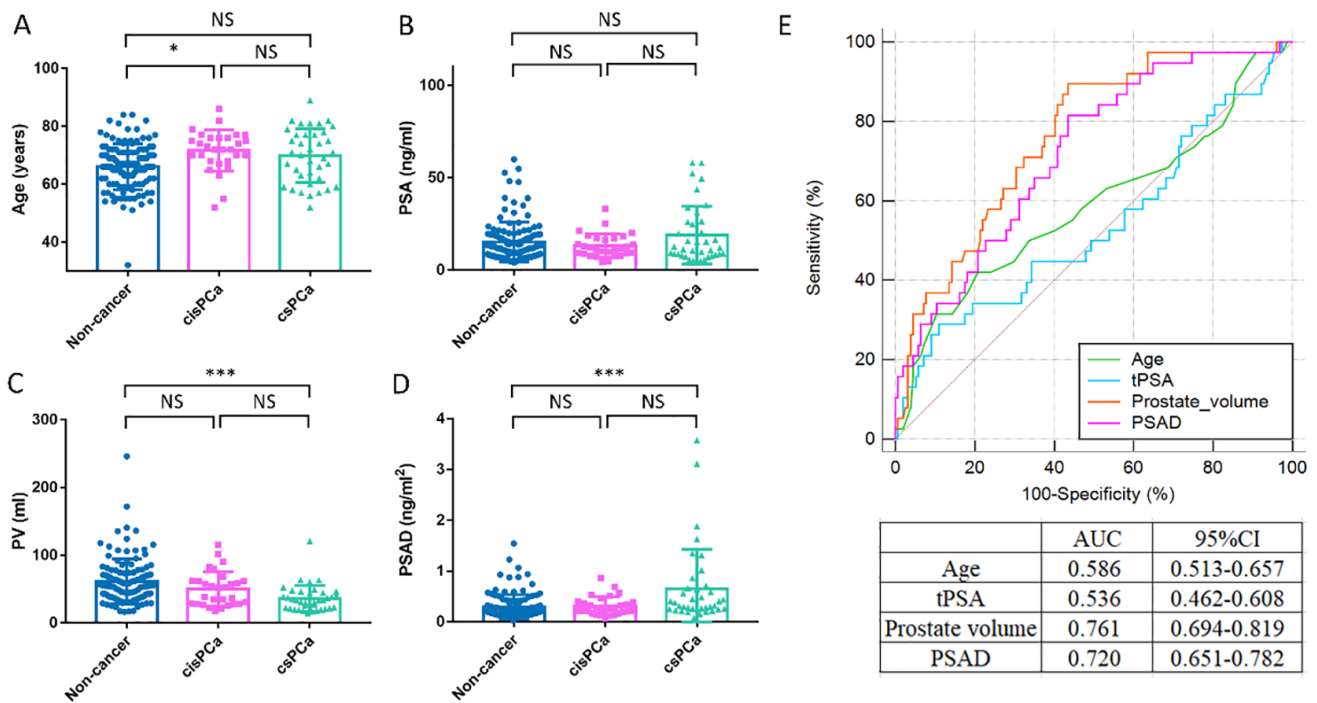 A
NS
*
NS
Age (years)
100
80
60
40
Non-cancer
cisPCa
csPCa
B
NS
NS
NS
PSA (ng/ml)
100
50
0
Non-cancer
cisPCa
csPCa
C
***
NS
NS
PV (ml)
300
200
100
0
Non-cancer
cisPCa
csPCa
D
***
NS
NS
PSAD (ng/ml²)
4
3
2
1
0
Non-cancer
cisPCa
csPCa
E
Sensitivity (%)
100
80
60
40
20
0
Age
tPSA
Prostate_volume
PSAD
0 20 40 60 80 100
100-Specificity (%)
AUC 95%CI
Age 0.586 0.513-0.657
tPSA 0.536 0.462-0.608
Prostate volume 0.761 0.694-0.819
PSAD 0.720 0.651-0.782